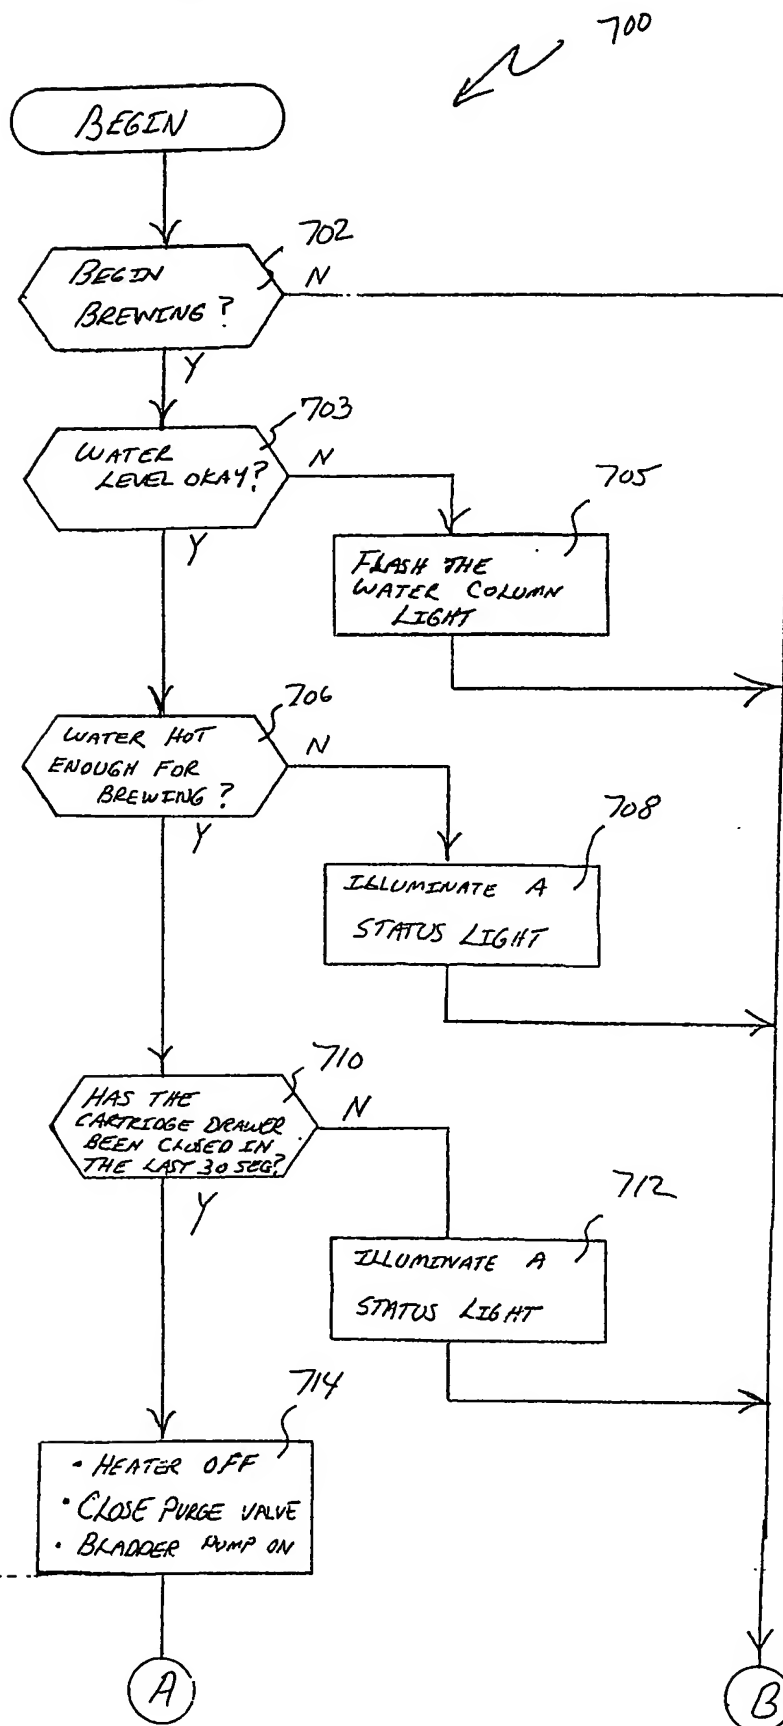 700
BEGIN
702
BEGIN
BREWING?
N
Y
703
WATER
LEVEL OKAY?
N
Y
705
FLASH THE
WATER COLUMN
LIGHT
706
WATER HOT
ENOUGH FOR
BREWING?
N
Y
708
ILLUMINATE A
STATUS LIGHT
710
HAS THE
CARTRIDGE DRAWER
BEEN CLOSED IN
THE LAST 30 SEC?
N
Y
712
ILLUMINATE A
STATUS LIGHT
714
• HEATER OFF
• CLOSE PURGE VALVE
• BLADDER PUMP ON
A
B